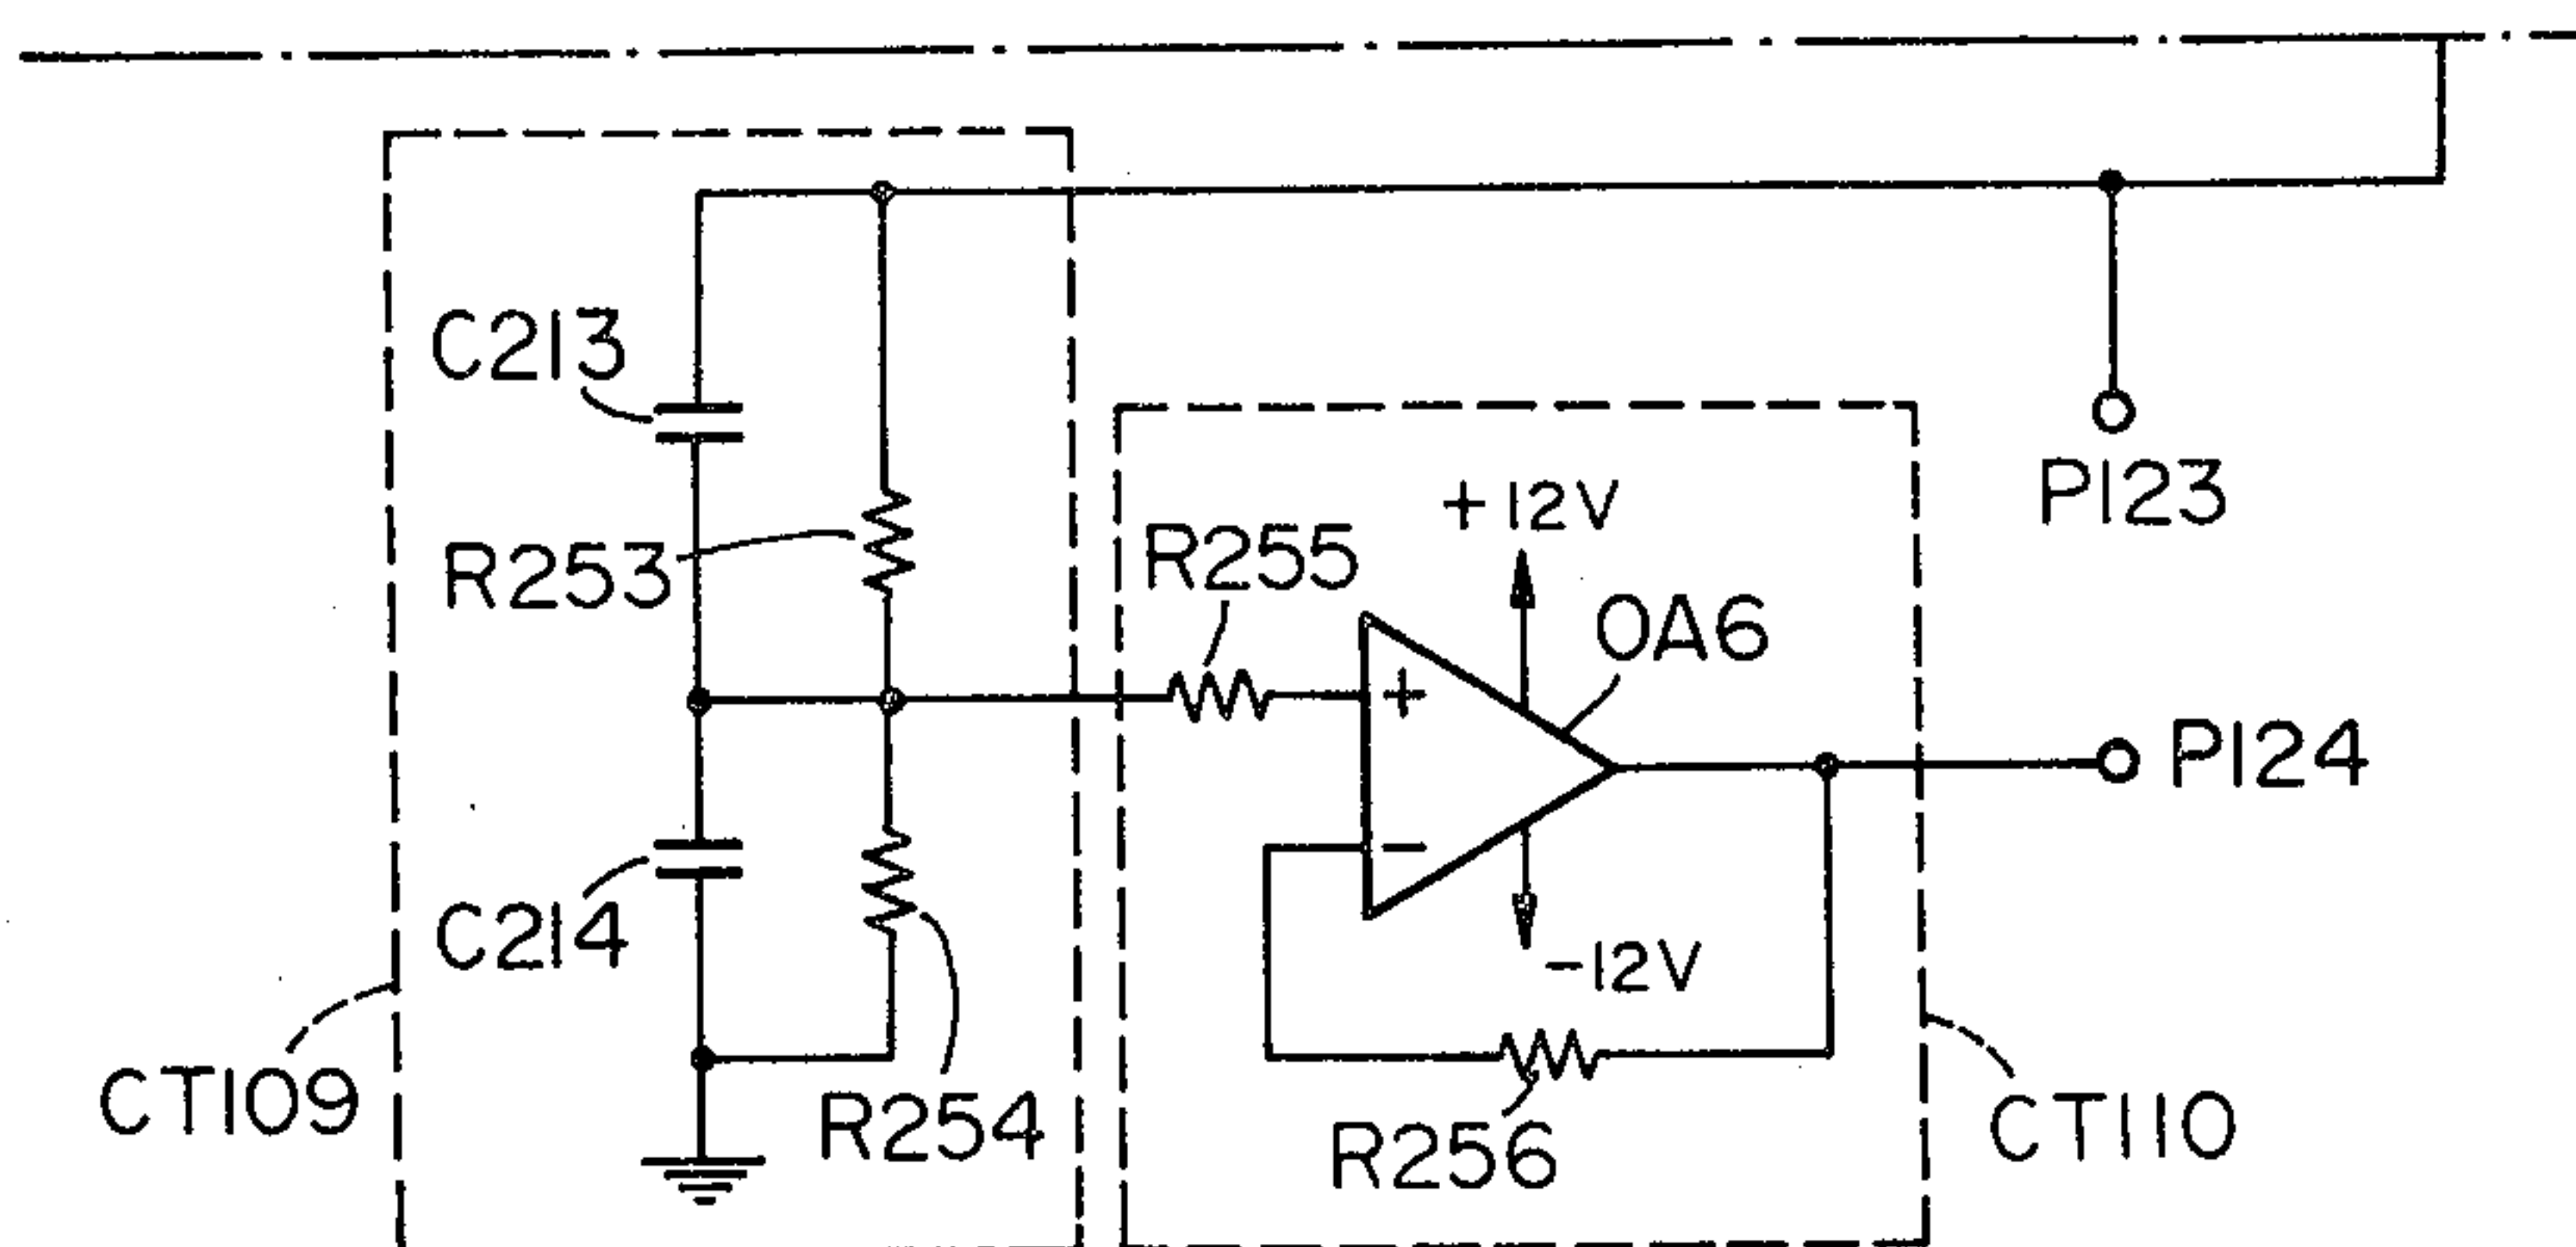 C213
P123
+12V
R255
R253
OA6
+
P124
−
C214
-12V
CT109
R254
R256
CT110